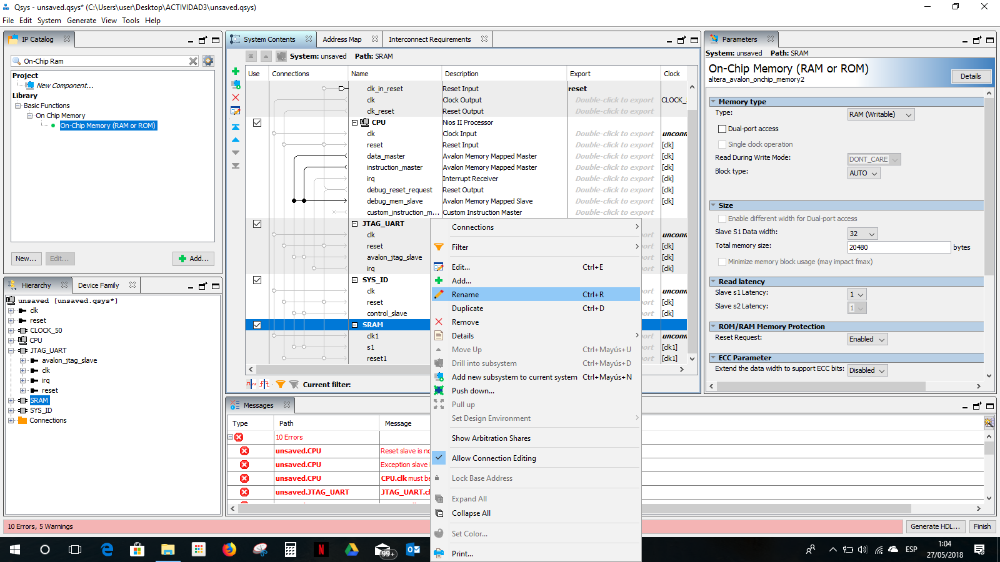 Qsys - unsaved.qsys* (C:\Users\user\Desktop\ACTIVIDAD3\unsaved.qsys)
File Edit System Generate View Tools Help
IP Catalog
On-Chip Ram
Project
New Component...
Library
Basic Functions
On Chip Memory
On-Chip Memory (RAM or ROM)
New... Edit... Add...
Hierarchy Device Family
unsaved [unsaved.qsys*]
clk
reset
CLOCK_50
CPU
JTAG_UART
avalon_jtag_slave
clk
irq
reset
SRAM
SYS_ID
Connections
System Contents Address Map Interconnect Requirements
System: unsaved Path: SRAM
Use Connections Name Description Export Clock
clk_in_reset Reset Input reset
clk Clock Output Double-click to export CLOCK_
clk_reset Reset Output Double-click to export
CPU Nios II Processor
clk Clock Input Double-click to export unconn
reset Reset Input Double-click to export [clk]
data_master Avalon Memory Mapped Master Double-click to export [clk]
instruction_master Avalon Memory Mapped Master Double-click to export [clk]
irq Interrupt Receiver Double-click to export [clk]
debug_reset_request Reset Output Double-click to export [clk]
debug_mem_slave Avalon Memory Mapped Slave Double-click to export [clk]
custom_instruction_m... Custom Instruction Master Double-click to export
JTAG_UART
clk port unconn
reset port [clk]
avalon_jtag_slave port [clk]
irq port [clk]
SYS_ID
clk port unconn
reset port [clk]
control_slave port [clk]
SRAM
clk1 port unconn
s1 port [clk1]
reset1 port [clk1]
Current filter:
Connections
Filter
Edit... Ctrl+E
Add...
Rename Ctrl+R
Duplicate Ctrl+D
Remove
Details
Move Up Ctrl+Mayús+U
Drill into subsystem Ctrl+Mayús+D
Add new subsystem to current system Ctrl+Mayús+N
Push down...
Pull up
Set Design Environment
Show Arbitration Shares
Allow Connection Editing
Lock Base Address
Expand All
Collapse All
Set Color...
Print...
Messages
Type Path Message
10 Errors
unsaved.CPU Reset slave is no
unsaved.CPU Exception slave
unsaved.CPU CPU.clk must be
unsaved.JTAG_UART JTAG_UART.cl
Parameters
System: unsaved Path: SRAM
On-Chip Memory (RAM or ROM)
altera_avalon_onchip_memory2
Details
Memory type
Type: RAM (Writable)
Dual-port access
Single clock operation
Read During Write Mode: DONT_CARE
Block type: AUTO
Size
Enable different width for Dual-port access
Slave S1 Data width: 32
Total memory size: 20480 bytes
Minimize memory block usage (may impact fmax)
Read latency
Slave s1 Latency: 1
Slave s2 Latency: 1
ROM/RAM Memory Protection
Reset Request: Enabled
ECC Parameter
Extend the data width to support ECC bits: Disabled
10 Errors, 5 Warnings
Generate HDL... Finish
99+
ESP
1:04
27/05/2018